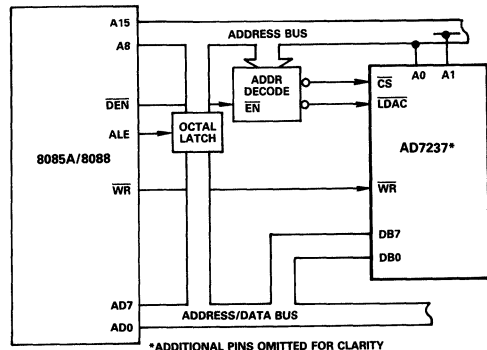 A15
ADDRESS BUS
A8
A0 A1
ADDR
DECODE
EN
CS
LDAC
DEN
ALE
OCTAL
LATCH
8085A/8088
AD7237*
WR
WR
DB7
DB0
AD7
AD0
ADDRESS/DATA BUS
*ADDITIONAL PINS OMITTED FOR CLARITY